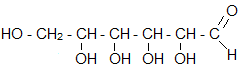 O
HO - CH₂ - CH - CH - CH - CH - C
OH OH OH OH H